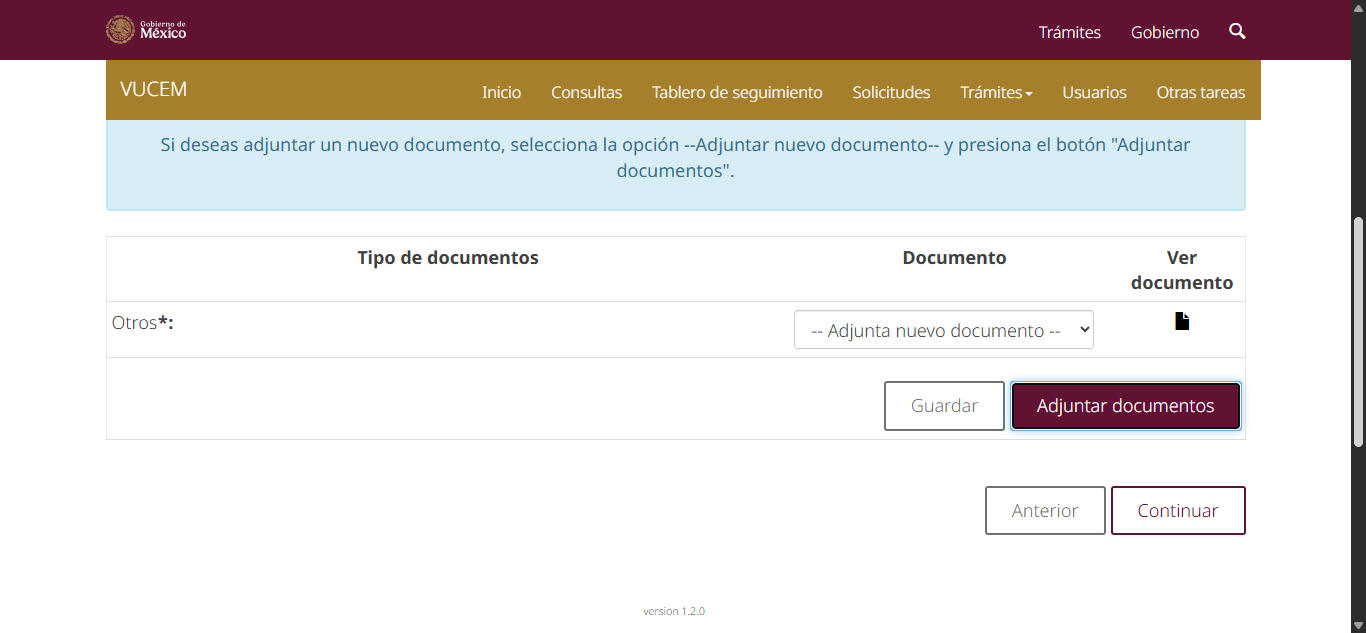 Gobierno de
México
Trámites
Gobierno
VUCEM
Inicio
Consultas
Tablero de seguimiento
Solicitudes
Trámites
Usuarios
Otras tareas
Si deseas adjuntar un nuevo documento, selecciona la opción --Adjuntar nuevo documento-- y presiona el botón "Adjuntar
documentos".
Tipo de documentos
Documento
Ver
documento
Otros*:
-- Adjunta nuevo documento --
Guardar
Adjuntar documentos
Anterior
Continuar
version 1.2.0